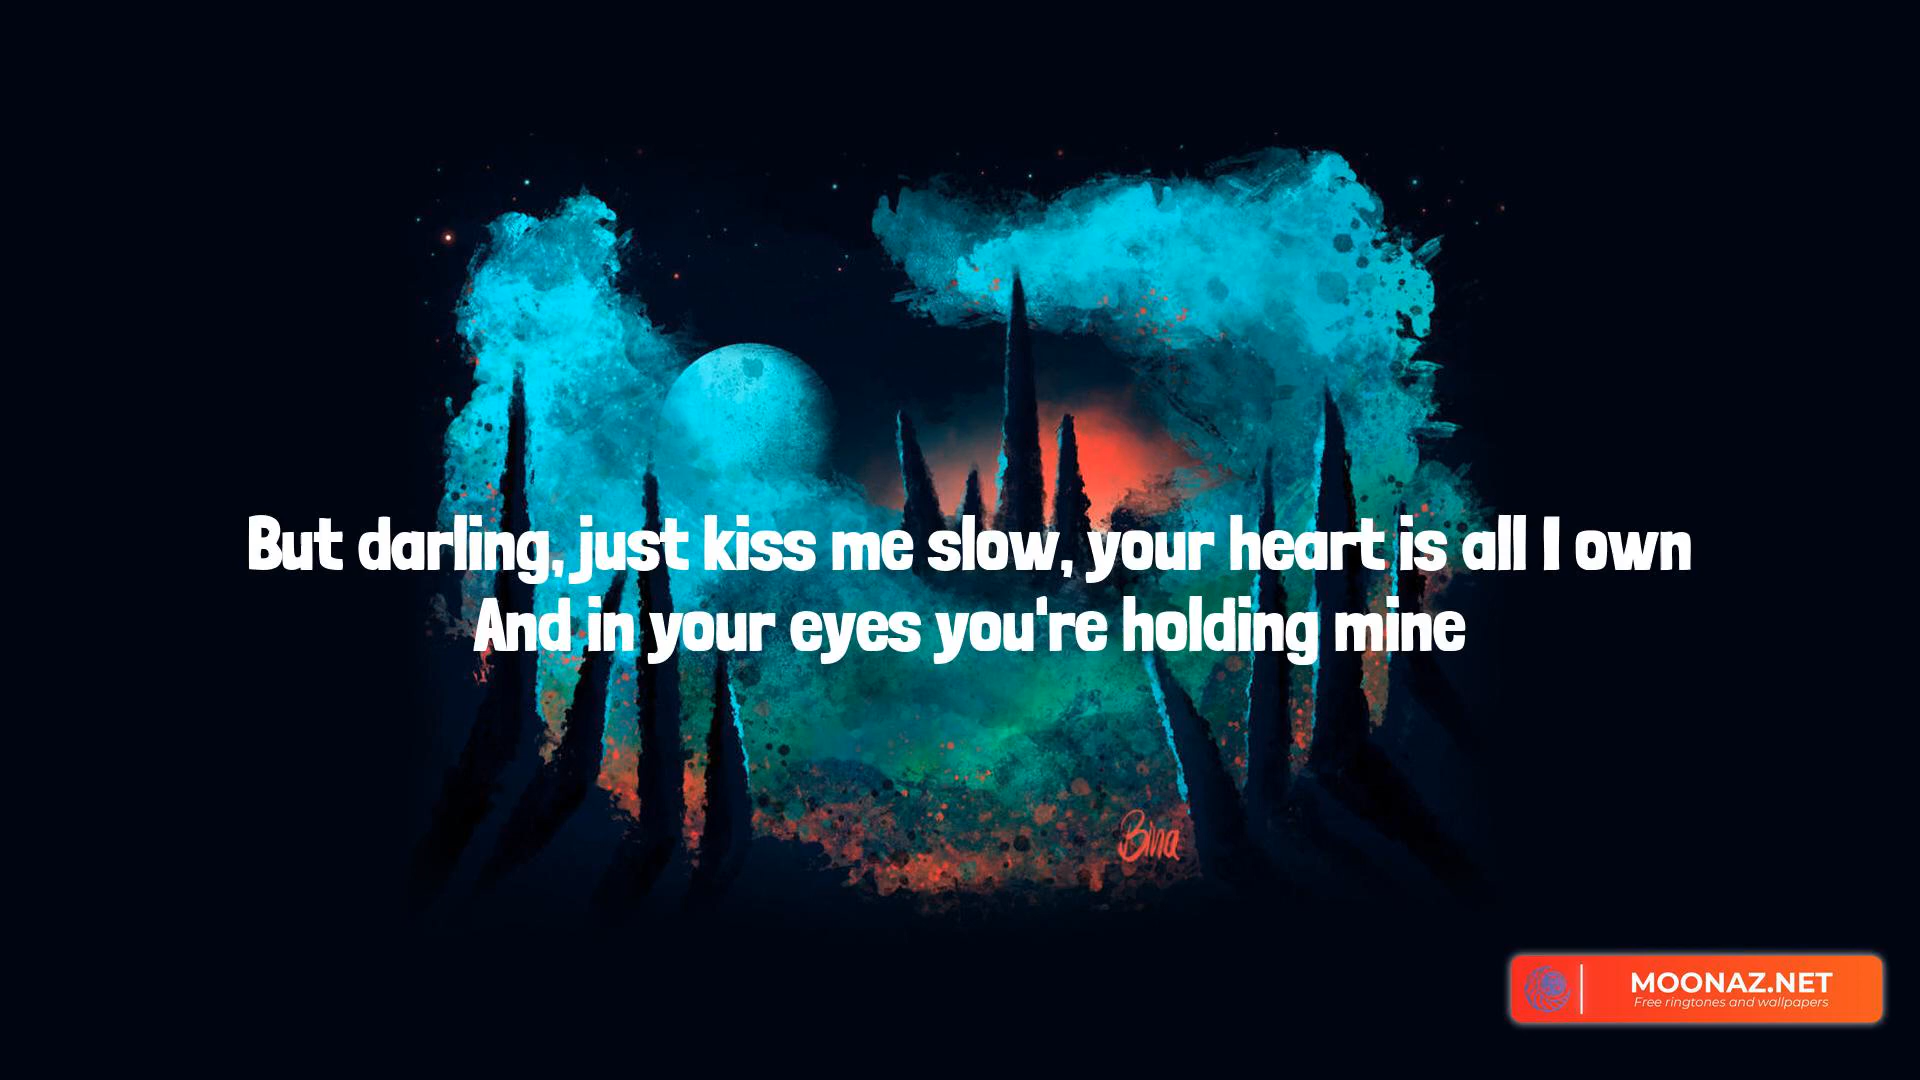 But darling, just kiss me slow, your heart is all I own
And in your eyes you're holding mine
Bina
MOONAZ.NET
Free ringtones and wallpapers